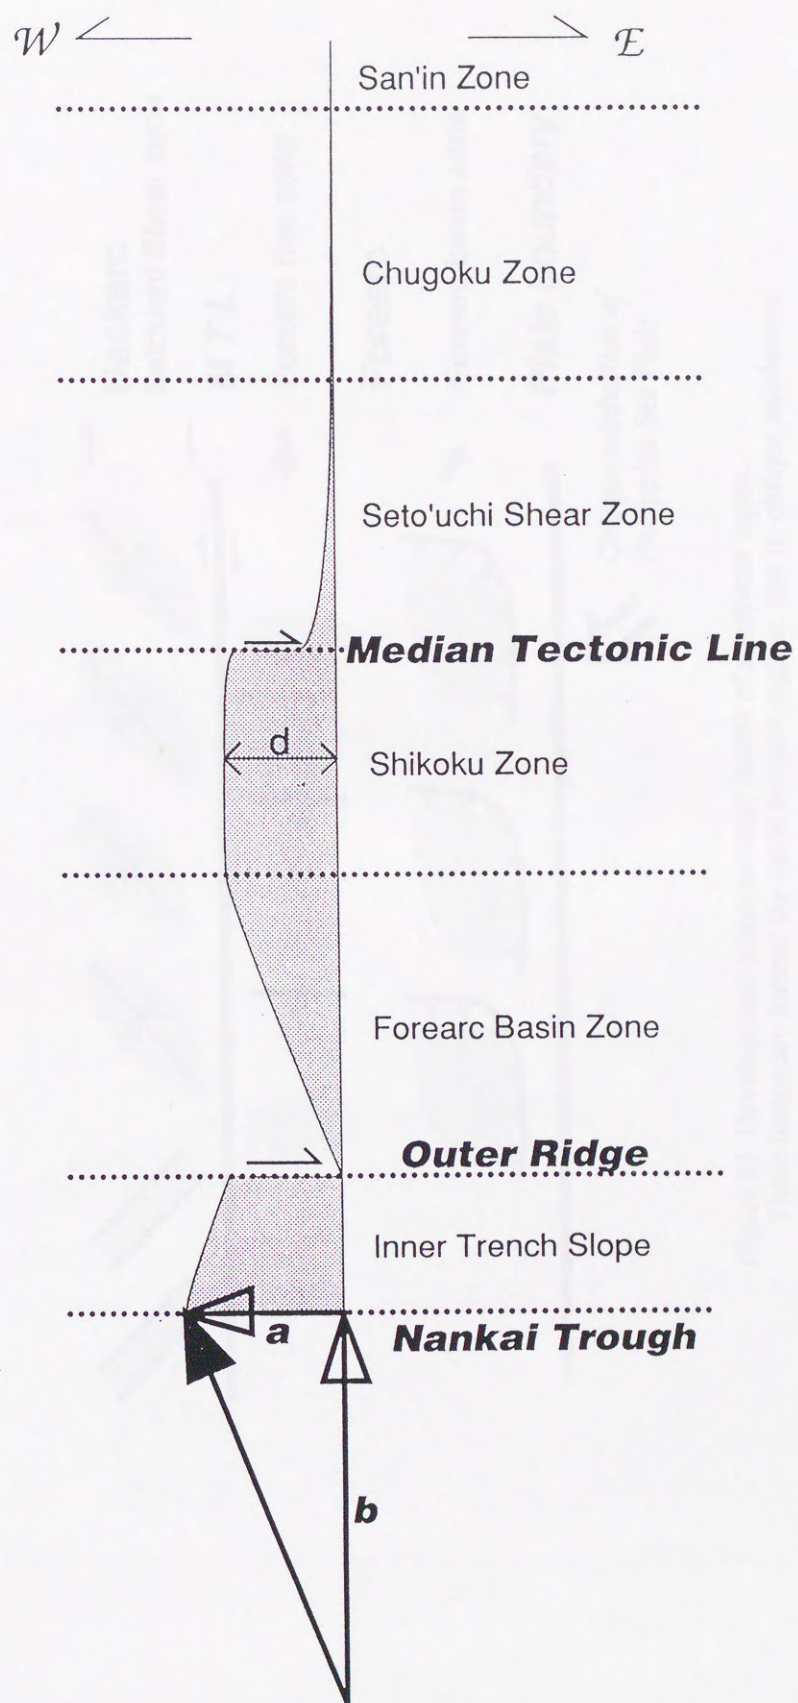 W E
San'in Zone
Chugoku Zone
Seto'uchi Shear Zone
Median Tectonic Line
d
Shikoku Zone
Forearc Basin Zone
Outer Ridge
Inner Trench Slope
a
Nankai Trough
b